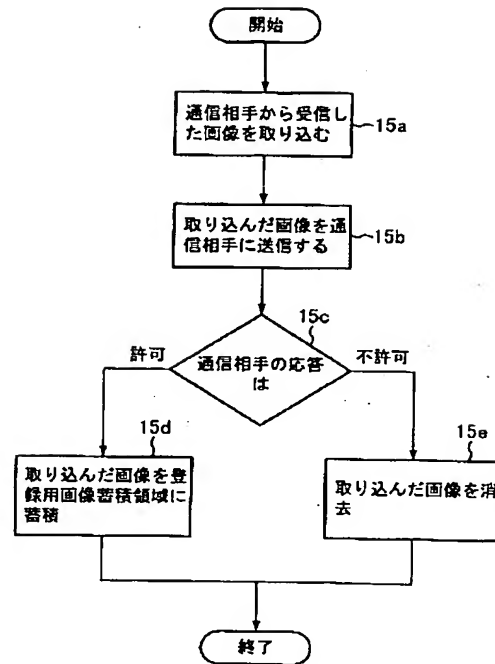 開始
通信相手から受信し
た画像を取り込む
15a
取り込んだ画像を通
信相手に送信する
15b
15c
通信相手の応答
は
許可
不許可
15d
取り込んだ画像を登
録用画像蓄積領域に
蓄積
15e
取り込んだ画像を消
去
終了